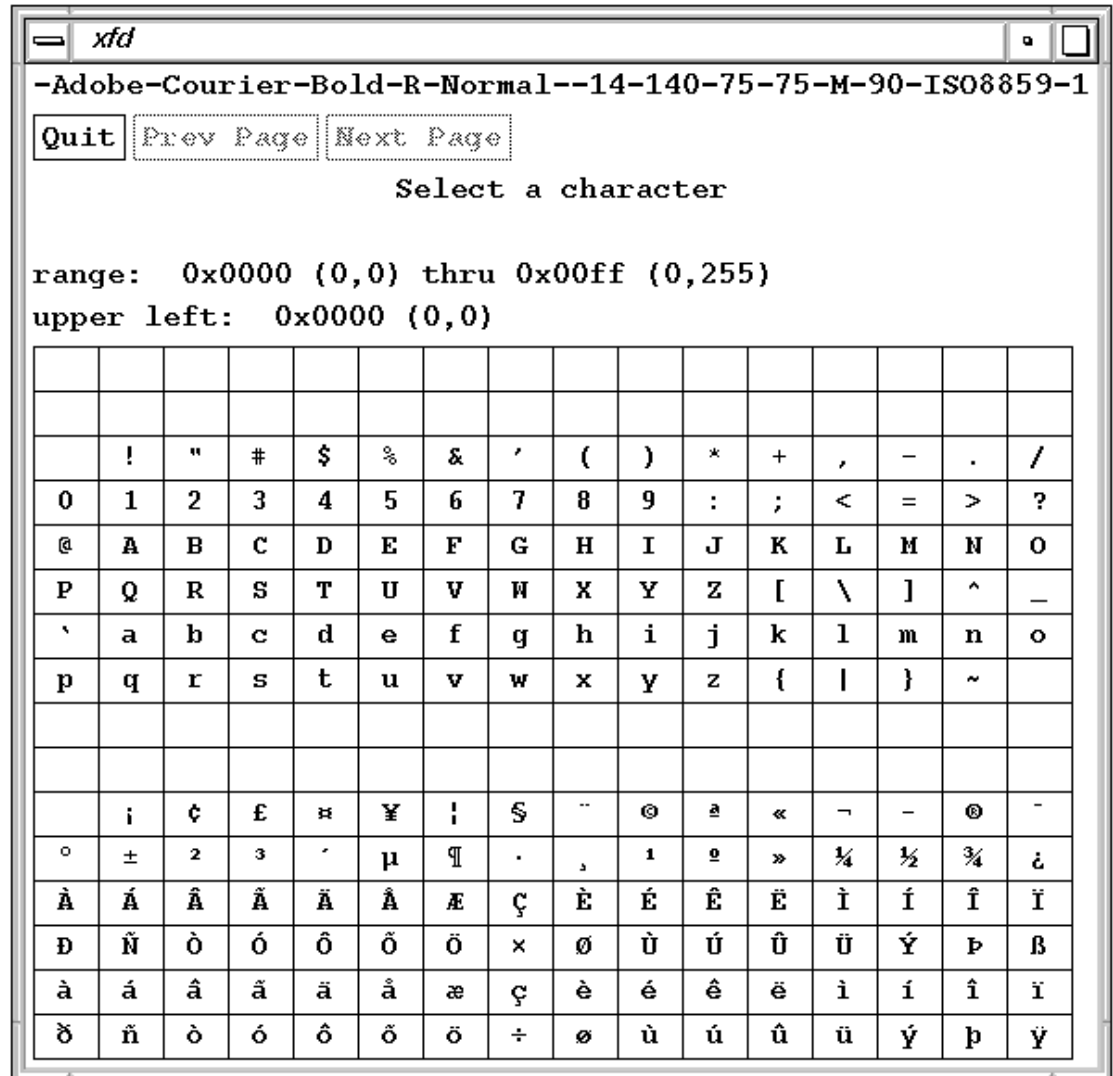 xfd
-Adobe-Courier-Bold-R-Normal--14-140-75-75-M-90-ISO8859-1
Quit Prev Page Next Page
Select a character
range: 0x0000 (0,0) thru 0x00ff (0,255)
upper left: 0x0000 (0,0)
! " # $ % & ' ( ) * + , - . /
0 1 2 3 4 5 6 7 8 9 : ; < = > ?
@ A B C D E F G H I J K L M N O
P Q R S T U V W X Y Z [ \ ] ^ _
` a b c d e f g h i j k l m n o
p q r s t u v w x y z { | } ~
¡ ¢ £ ¤ ¥ ¦ § ¨ © ª « ¬ - ® ¯
° ± ² ³ ´ µ ¶ · ¸ ¹ º » ¼ ½ ¾ ¿
À Á Â Ã Ä Å Æ Ç È É Ê Ë Ì Í Î Ï
Ð Ñ Ò Ó Ô Õ Ö × Ø Ù Ú Û Ü Ý Þ ß
à á â ã ä å æ ç è é ê ë ì í î ï
ð ñ ò ó ô õ ö ÷ ø ù ú û ü ý þ ÿ